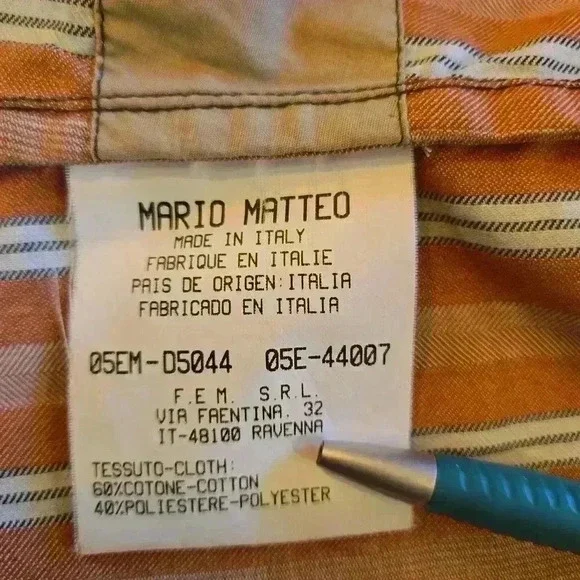 MARIO MATTEO
MADE IN ITALY
FABRIQUE EN ITALIE
PAIS DE ORIGEN:ITALIA
FABRICADO EN ITALIA
05EM-D5044 05E-44007
F.E.M. S.R.L.
VIA FAENTINA. 32
IT-48100 RAVENNA
TESSUTO-CLOTH:
60%COTONE-COTTON
40%POLIESTERE-POLYESTER